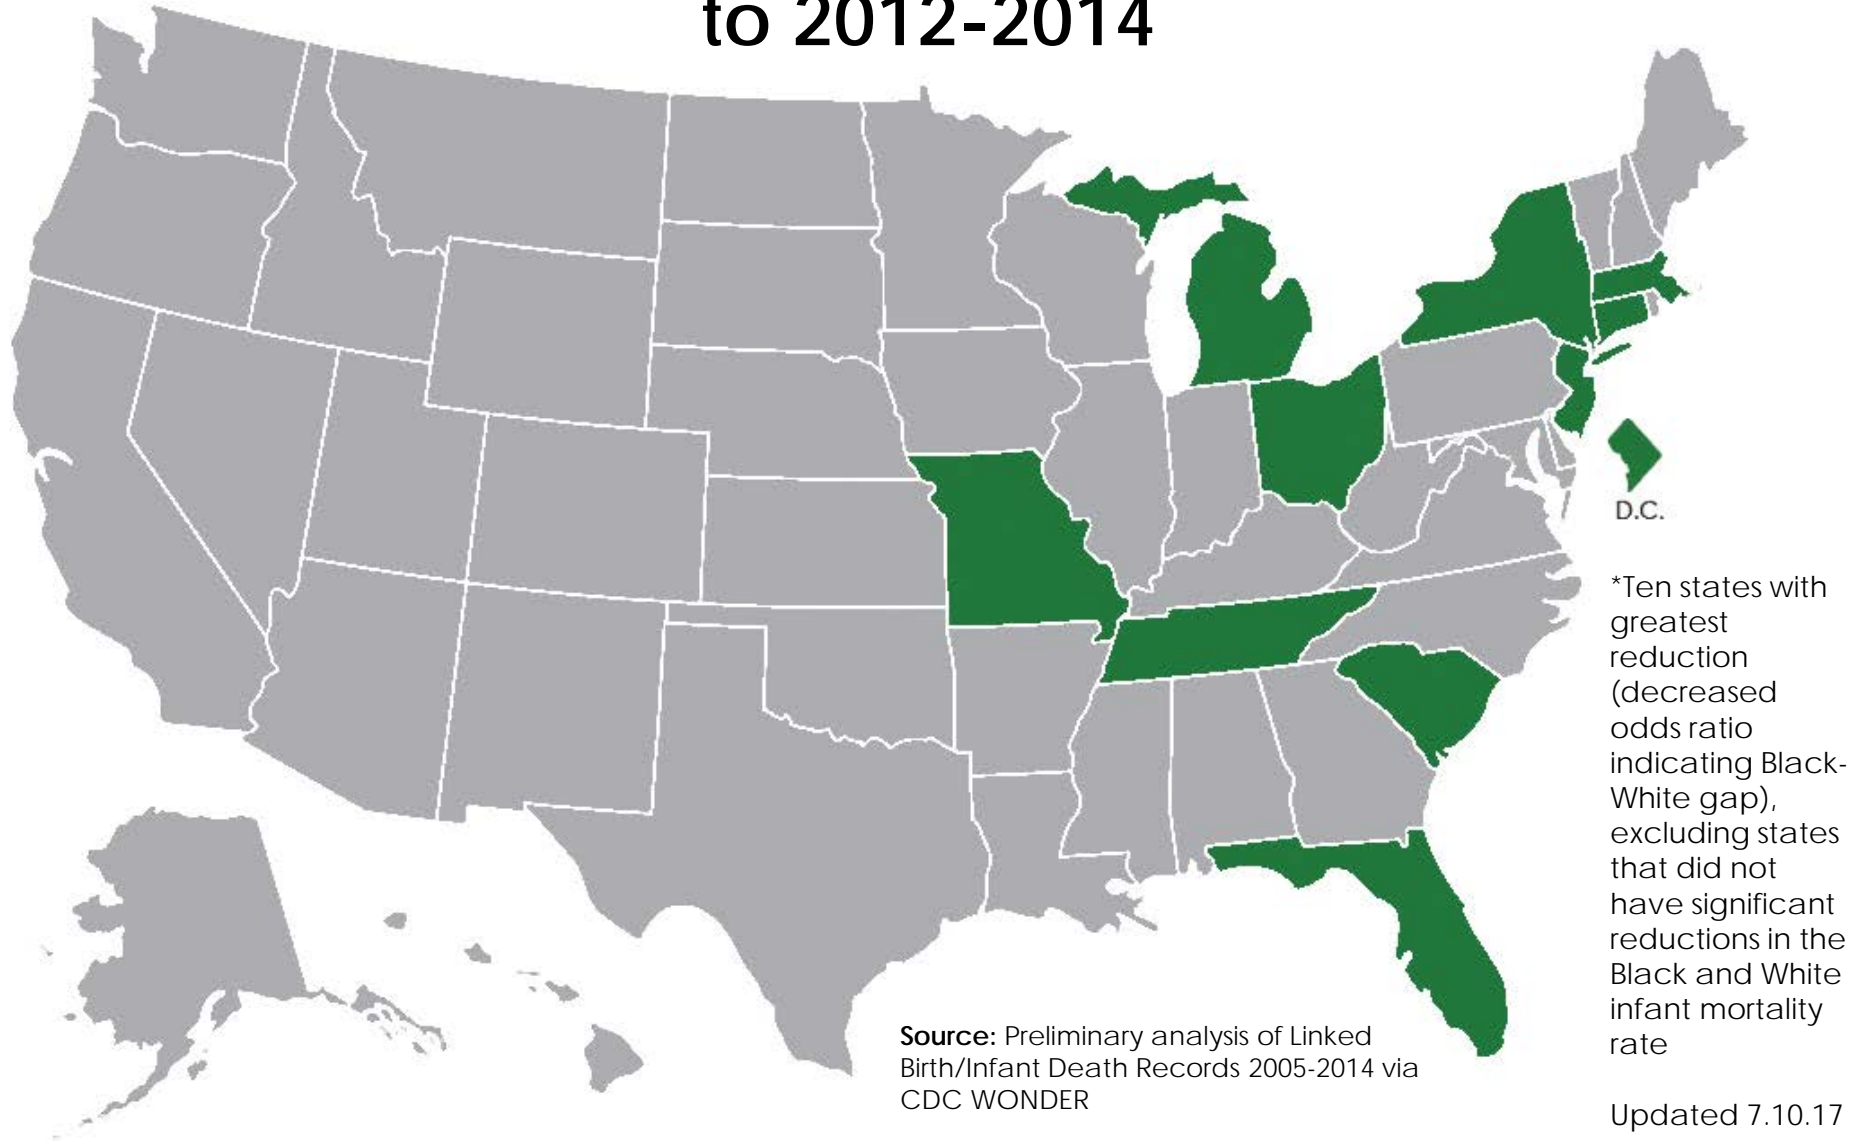 to 2012-2014
D.C.
*Ten states with
greatest
reduction
(decreased
odds ratio
indicating Black-
White gap),
excluding states
that did not
have significant
reductions in the
Black and White
infant mortality
rate
Source: Preliminary analysis of Linked
Birth/Infant Death Records 2005-2014 via
CDC WONDER
Updated 7.10.17